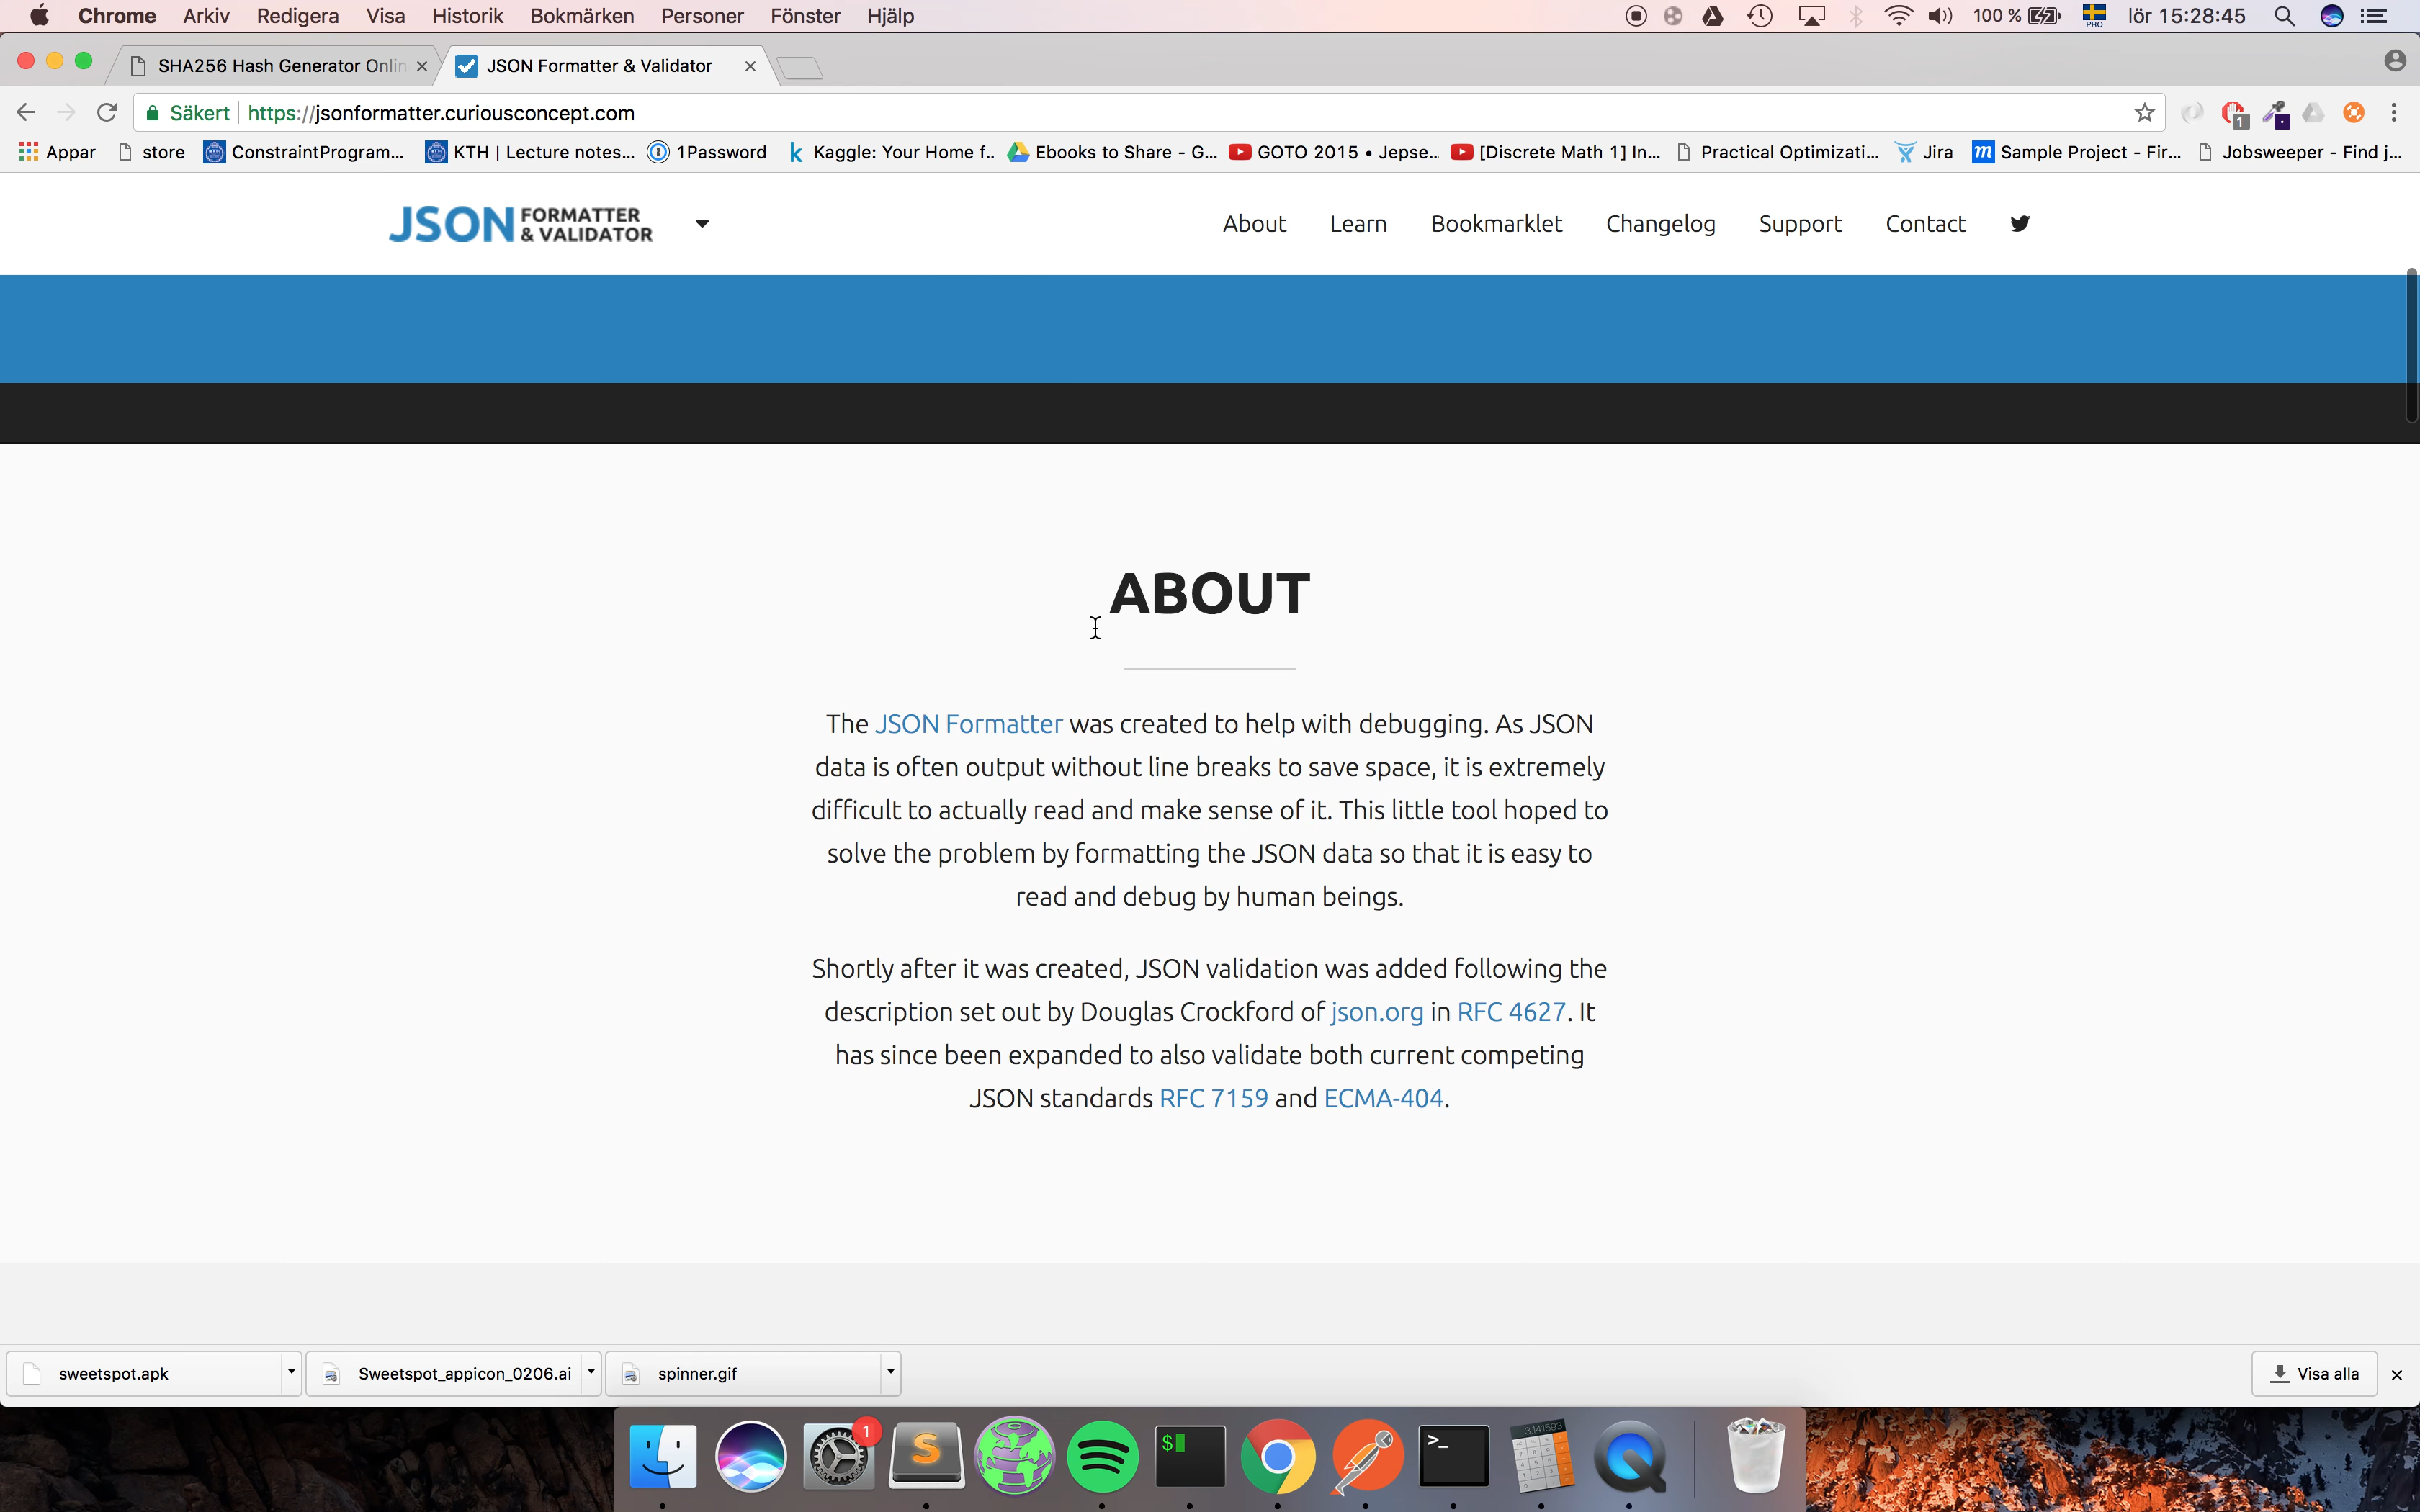 Chrome Arkiv Redigera Visa Historik Bokmärken Personer Fönster Hjälp 100 % PRO lör 15:28:45
SHA256 Hash Generator Onlin JSON Formatter & Validator
Säkert https://jsonformatter.curiousconcept.com 1
Appar store ConstraintProgram... KTH | Lecture notes... 1Password Kaggle: Your Home f.. Ebooks to Share - G... GOTO 2015 • Jepse.. [Discrete Math 1] In... Practical Optimizati... Jira Sample Project - Fir... Jobsweeper - Find j...
JSON FORMATTER & VALIDATOR About Learn Bookmarklet Changelog Support Contact
ABOUT
The JSON Formatter was created to help with debugging. As JSON
data is often output without line breaks to save space, it is extremely
difficult to actually read and make sense of it. This little tool hoped to
solve the problem by formatting the JSON data so that it is easy to
read and debug by human beings.
Shortly after it was created, JSON validation was added following the
description set out by Douglas Crockford of json.org in RFC 4627. It
has since been expanded to also validate both current competing
JSON standards RFC 7159 and ECMA-404.
sweetspot.apk Sweetspot_appicon_0206.ai spinner.gif Visa alla
1
3.141593